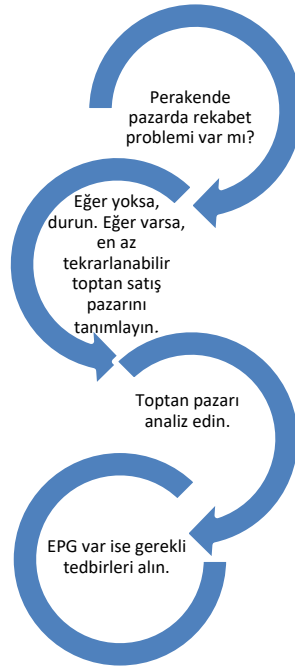 Perakende
pazarda rekabet
problemi var mı?
Eğer yoksa,
durun. Eğer varsa,
en az
tekrarlanabilir
toptan satış
pazarını
tanımlayın.
Toptan pazarı
analiz edin.
EPG var ise gerekli
tedbirleri alın.